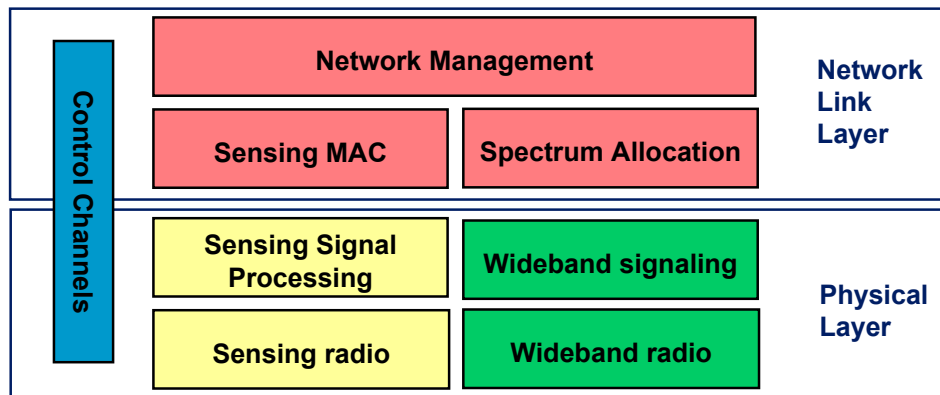 Control Channels
Network Management
Sensing MAC
Spectrum Allocation
Network
Link
Layer
Sensing Signal
Processing
Wideband signaling
Sensing radio
Wideband radio
Physical
Layer